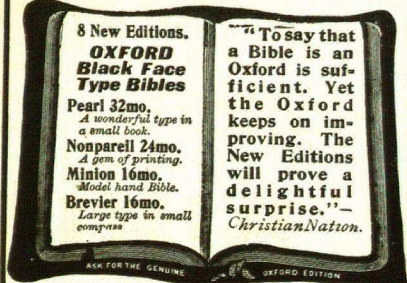 8 New Editions.
OXFORD
Black Face
Type Bibles
Pearl 32mo.
A wonderful type in
a small book.
Nonpareil 24mo.
A gem of printing.
Minion 16mo.
Model hand Bible.
Brevier 16mo.
Large type in small
compass
"To say that
a Bible is an
Oxford is suf-
ficient. Yet
the Oxford
keeps on im-
proving. The
New Editions
will prove a
delightful
surprise."—
Christian Nation.
ASK FOR THE GENUINE
OXFORD EDITION